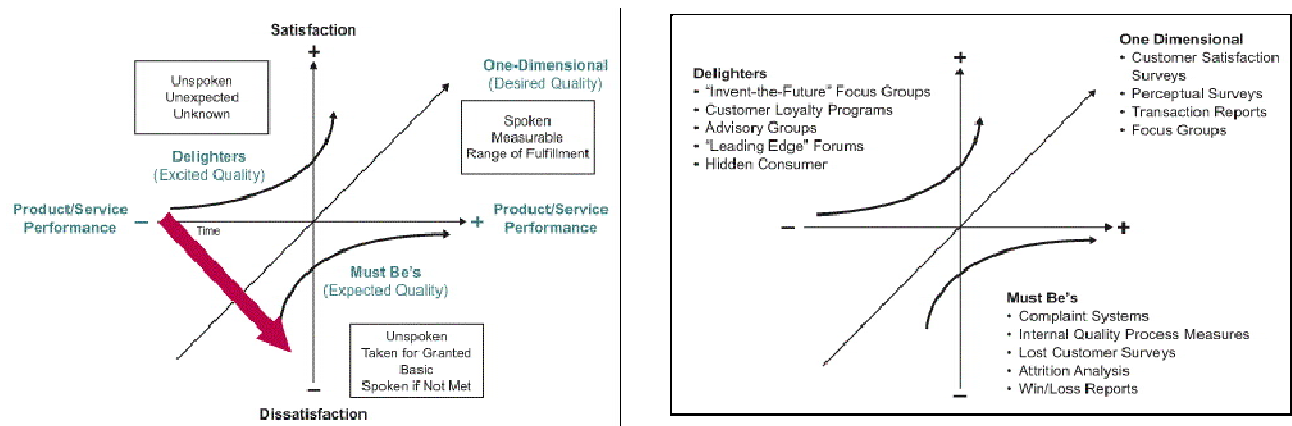 Satisfaction
+
Unspoken
Unexpected
Unknown
One-Dimensional
(Desired Quality)
Spoken
Measurable
Range of Fulfillment
Delighters
(Excited Quality)
Product/Service
Performance
−
Time
+
Product/Service
Performance
Must Be's
(Expected Quality)
Unspoken
Taken for Granted
Basic
Spoken if Not Met
−
Dissatisfaction
One Dimensional
• Customer Satisfaction
Surveys
• Perceptual Surveys
• Transaction Reports
• Focus Groups
+
Delighters
• "Invent-the-Future" Focus Groups
• Customer Loyalty Programs
• Advisory Groups
• "Leading Edge" Forums
• Hidden Consumer
−
+
Must Be's
• Complaint Systems
• Internal Quality Process Measures
• Lost Customer Surveys
• Attrition Analysis
• Win/Loss Reports
−